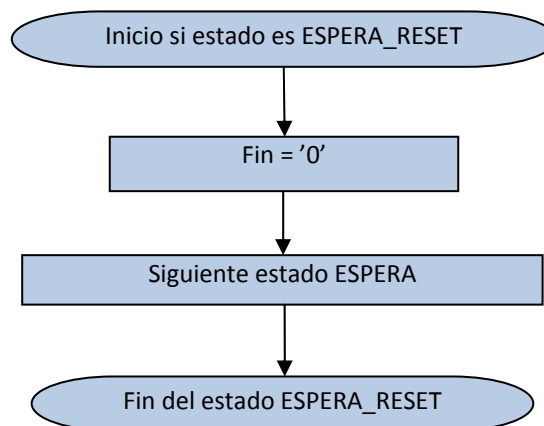 Inicio si estado es ESPERA_RESET
Fin = ’0’
Siguiente estado ESPERA
Fin del estado ESPERA_RESET